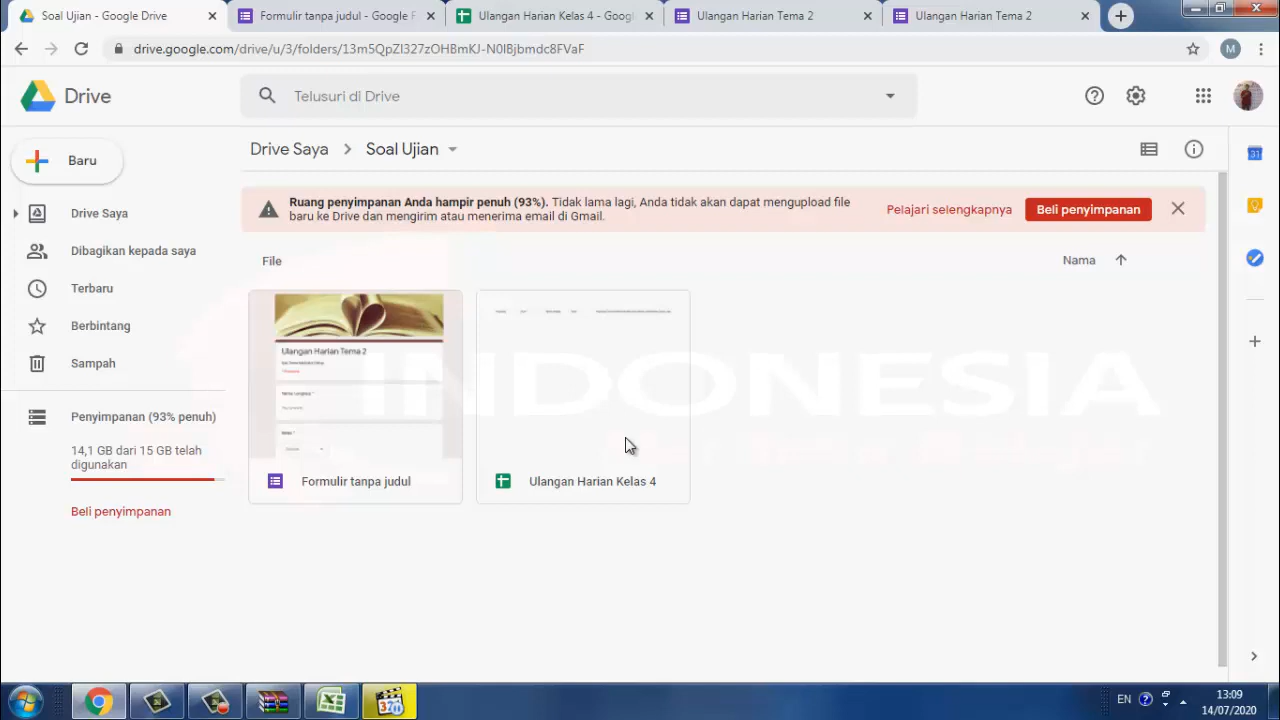 Soal Ujian - Google Drive
Formulir tanpa judul - Google
Ulangan Harian Kelas 4 - Goog
Ulangan Harian Tema 2
Ulangan Harian Tema 2
drive.google.com/drive/u/3/folders/13m5QpZl327zOHBmKJ-N0lBjbmdc8FVaF
M
Drive
Telusuri di Drive
Baru
Drive Saya
Soal Ujian
31
Ruang penyimpanan Anda hampir penuh (93%). Tidak lama lagi, Anda tidak akan dapat mengupload file
baru ke Drive dan mengirim atau menerima email di Gmail.
Pelajari selengkapnya
Beli penyimpanan
Drive Saya
Dibagikan kepada saya
Terbaru
Berbintang
Sampah
Penyimpanan (93% penuh)
14,1 GB dari 15 GB telah
digunakan
Beli penyimpanan
File
Nama
Ulangan Harian Tema 2
INDONESIA
Formulir tanpa judul
Ulangan Harian Kelas 4
EN
13:09
14/07/2020